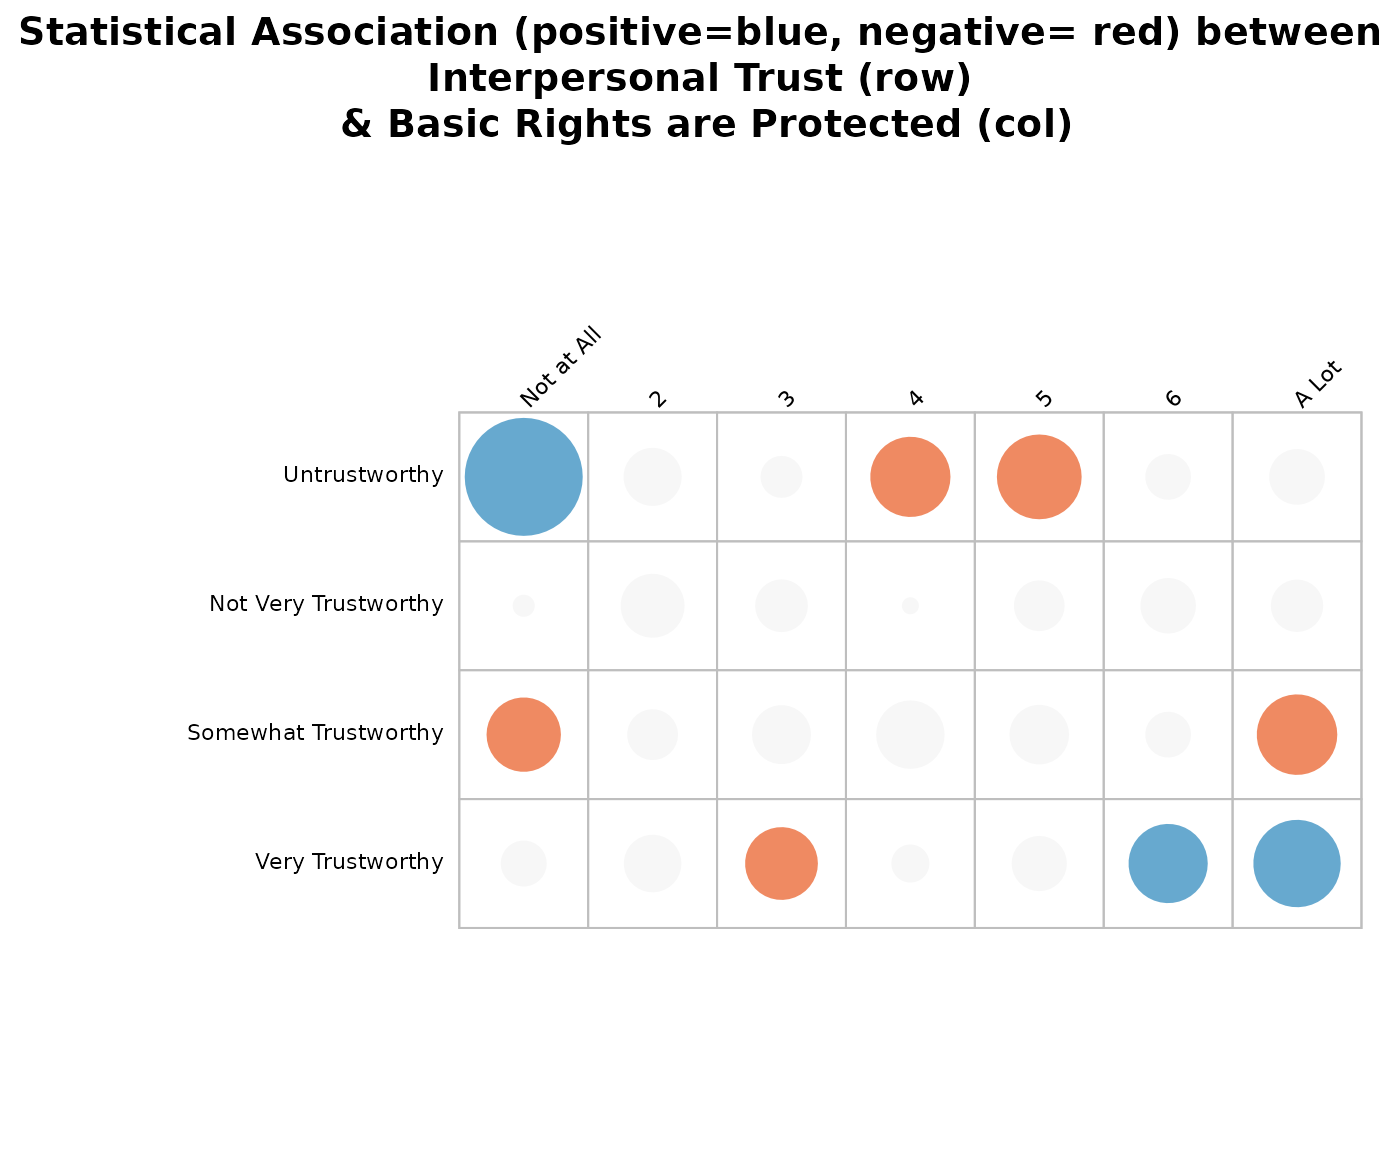 Statistical Association (positive=blue, negative= red) between
Interpersonal Trust (row)
& Basic Rights are Protected (col)
Not at All
2
3
4
5
6
A Lot
Untrustworthy
Not Very Trustworthy
Somewhat Trustworthy
Very Trustworthy